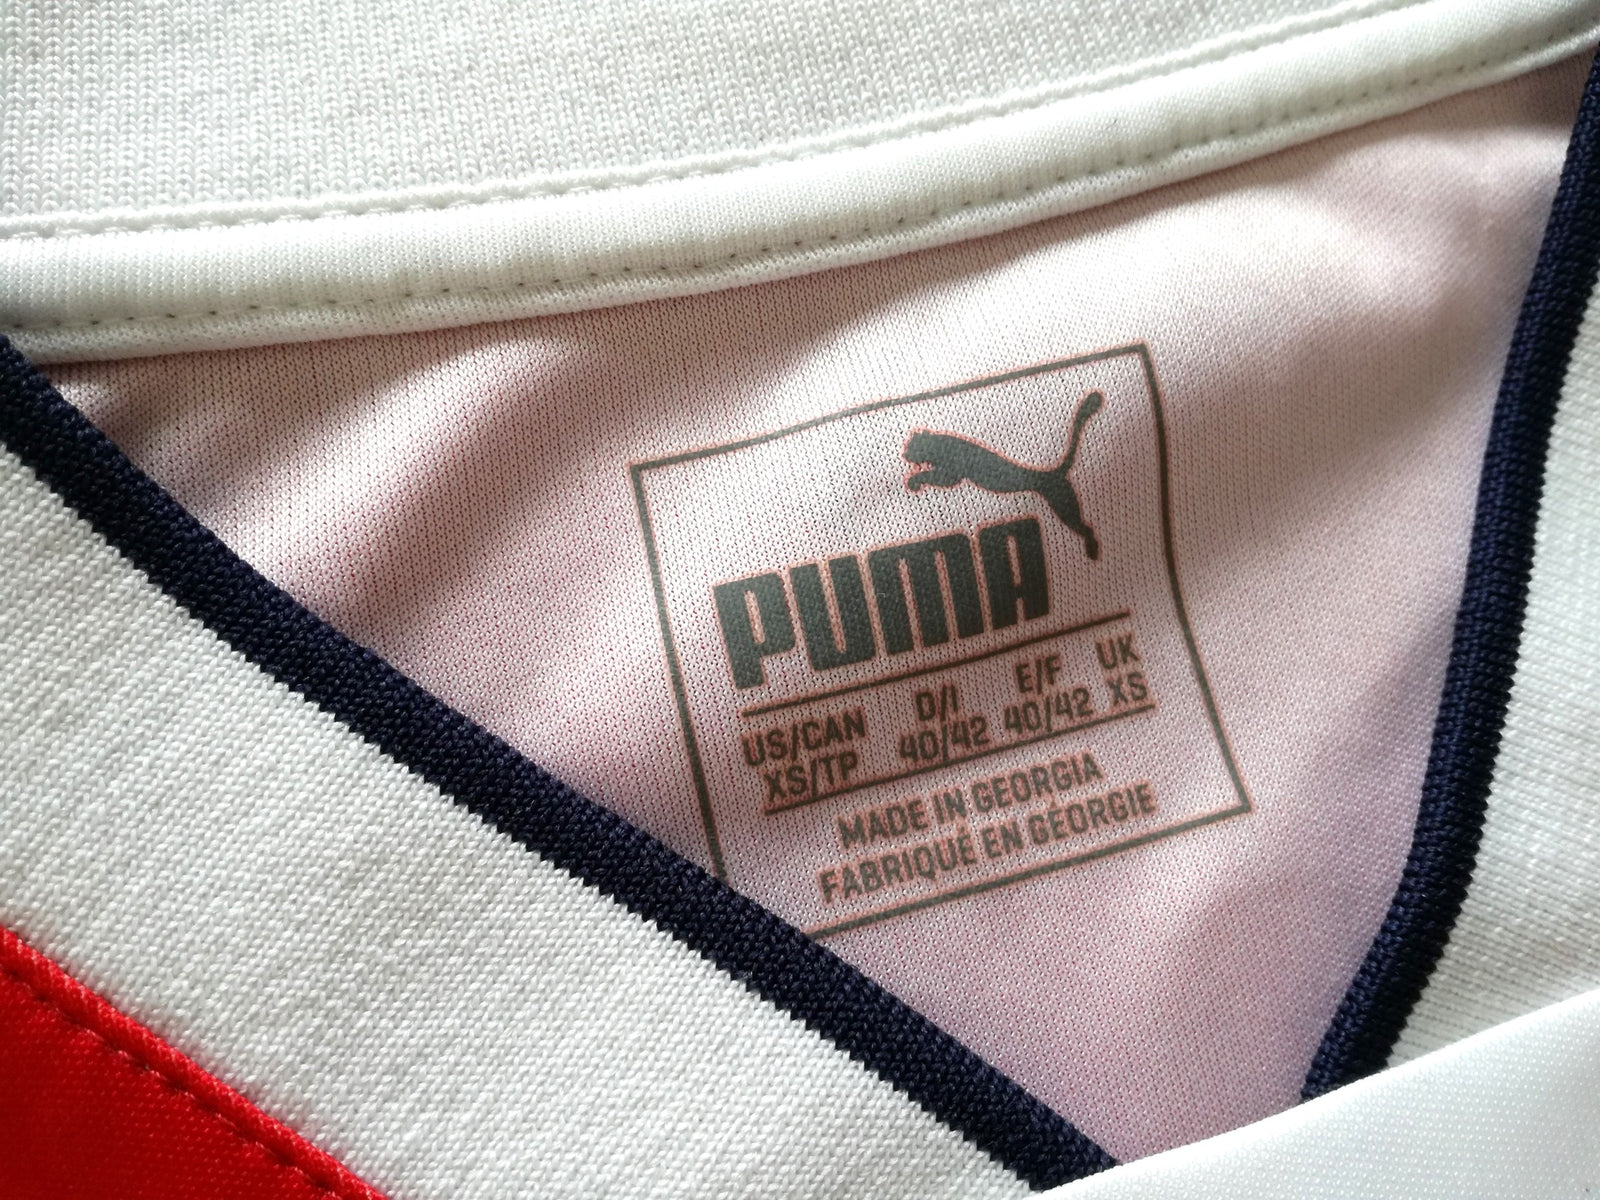 PUMA
US/CAN D/I E/F UK
XS/TP 40/42 40/42 XS
MADE IN GEORGIA
FABRIQUÉ EN GÉORGIE